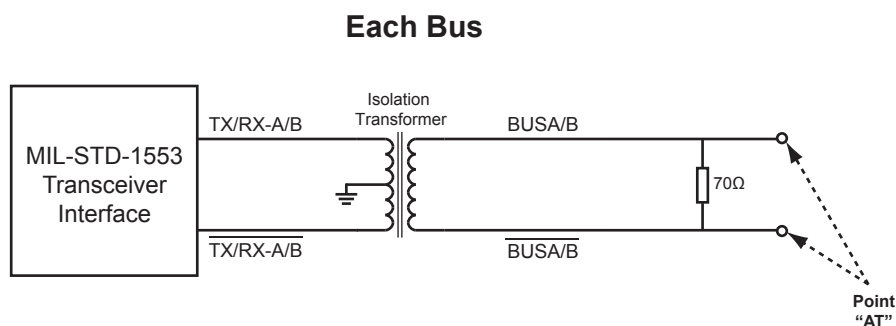 Each Bus
Isolation
Transformer
TX/RX-A/B
BUSA/B
MIL-STD-1553
Transceiver
Interface
70Ω
TX/RX-A/B
BUSA/B
Point
“AT”